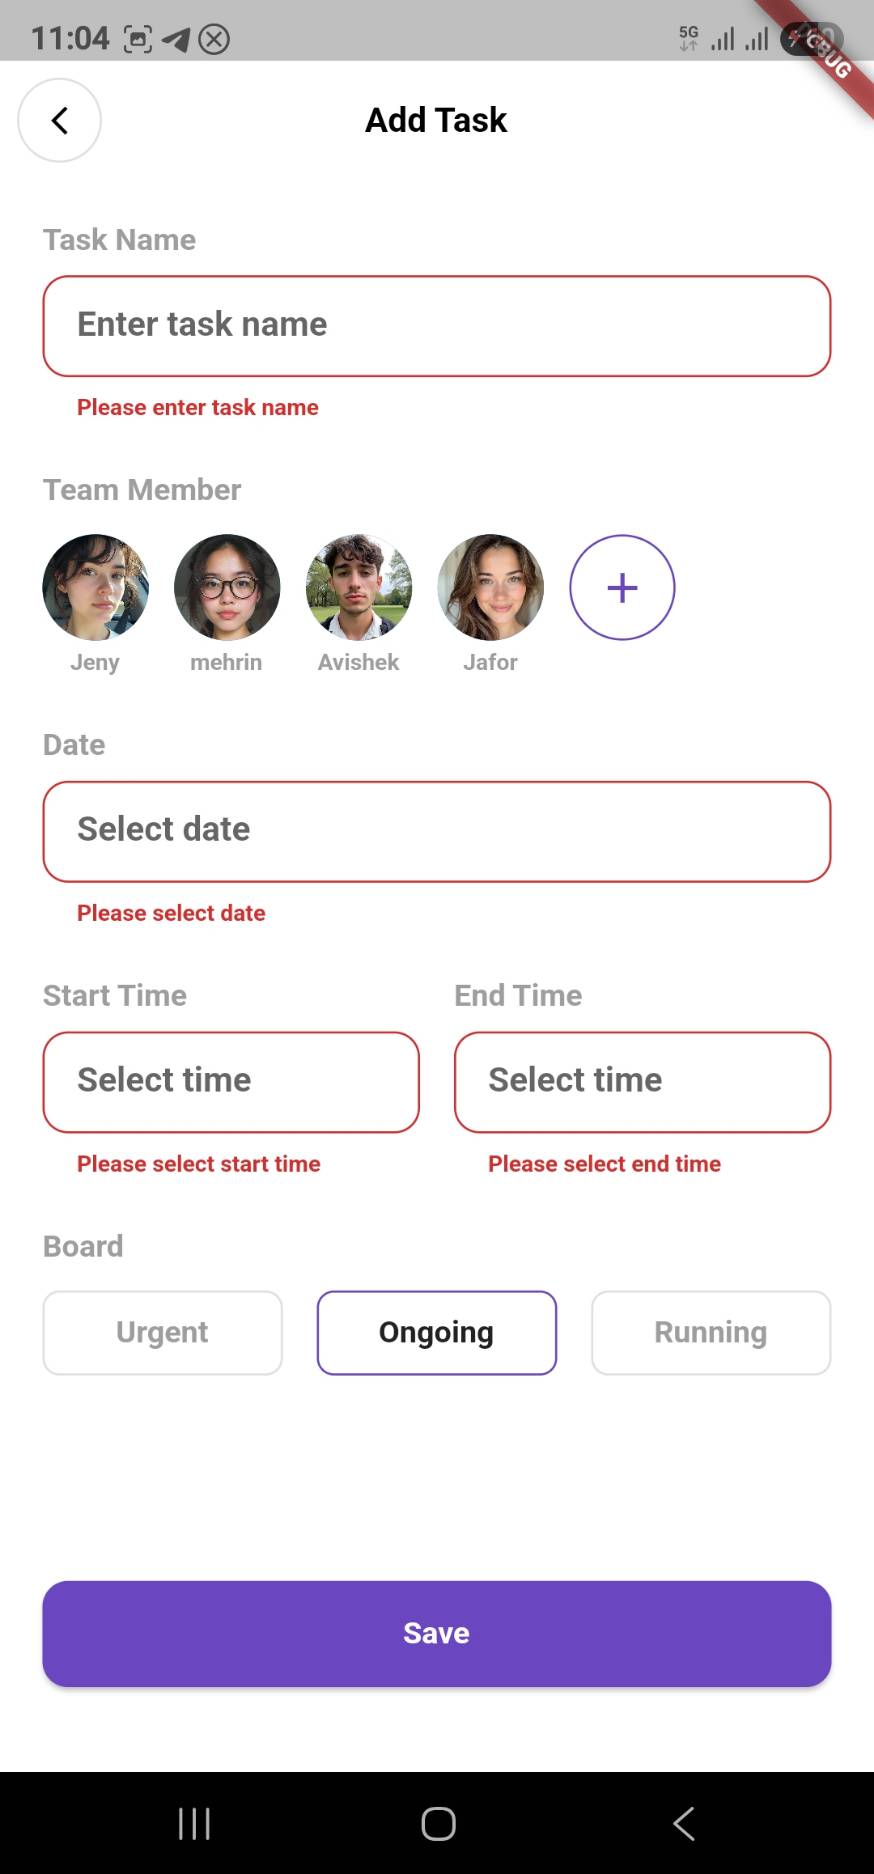 11:04 5G
DEBUG
Add Task
Task Name
Enter task name
Please enter task name
Team Member
Jeny mehrin Avishek Jafor
Date
Select date
Please select date
Start Time End Time
Select time Select time
Please select start time Please select end time
Board
Urgent Ongoing Running
Save